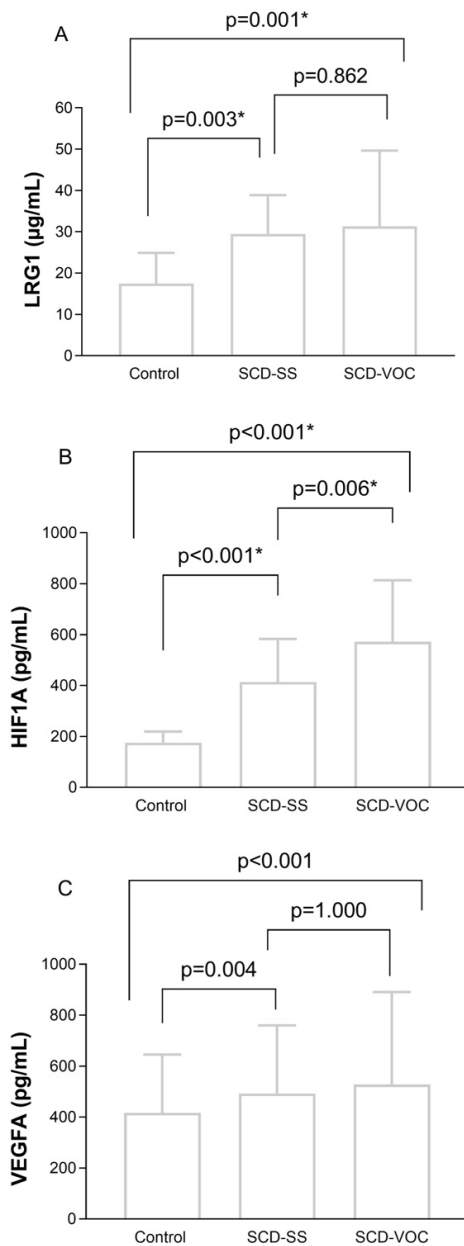 A
p=0.001*
p=0.862
p=0.003*
60
50
40
30
20
10
0
LRG1 (µg/mL)
Control SCD-SS SCD-VOC
B
p<0.001*
p=0.006*
p<0.001*
1000
800
600
400
200
0
HIF1A (pg/mL)
Control SCD-SS SCD-VOC
C
p<0.001
p=1.000
p=0.004
1000
800
600
400
200
0
VEGFA (pg/mL)
Control SCD-SS SCD-VOC